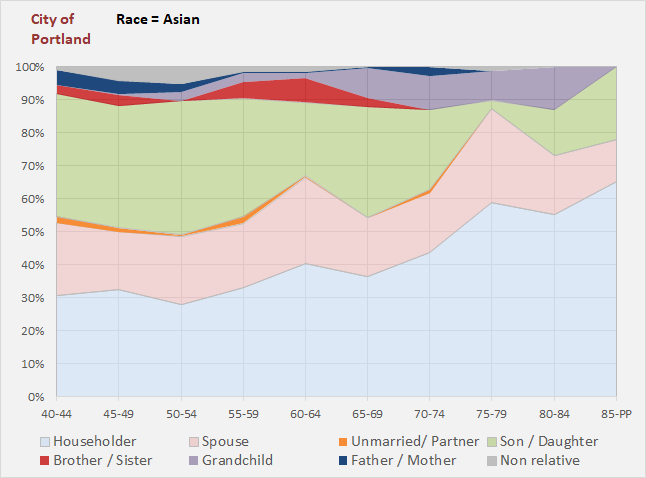 City of
Portland
Race = Asian
100%
90%
80%
70%
60%
50%
40%
30%
20%
10%
0%
40-44 45-49 50-54 55-59 60-64 65-69 70-74 75-79 80-84 85-PP
Householder Spouse Unmarried/ Partner Son / Daughter
Brother / Sister Grandchild Father / Mother Non relative